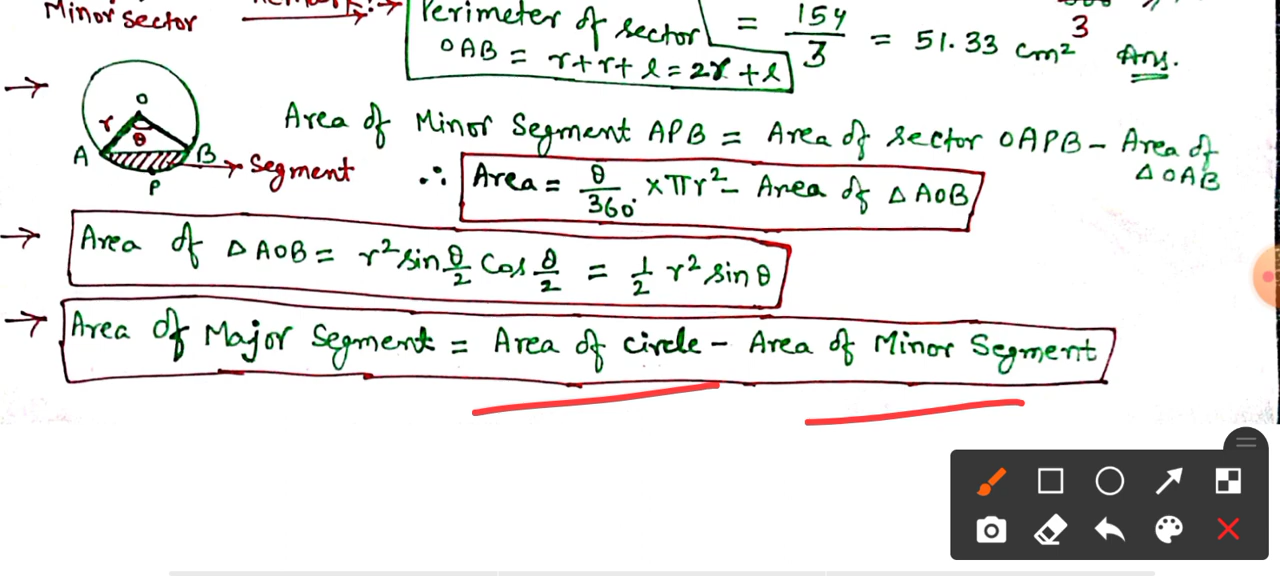 Minor sector
Perimeter of sector
OAB = r+r+l = 2r+l
= 154/3 = 51.33 cm² Ans.
3
O
r
θ
A
B
P
Segment
Area of Minor Segment APB = Area of sector OAPB - Area of
ΔOAB
∴ Area = θ/360° × πr² - Area of ΔAOB
→ Area of ΔAOB = r² sin θ/2 Cos θ/2 = 1/2 r² sin θ
→ Area of Major Segment = Area of circle - Area of Minor Segment